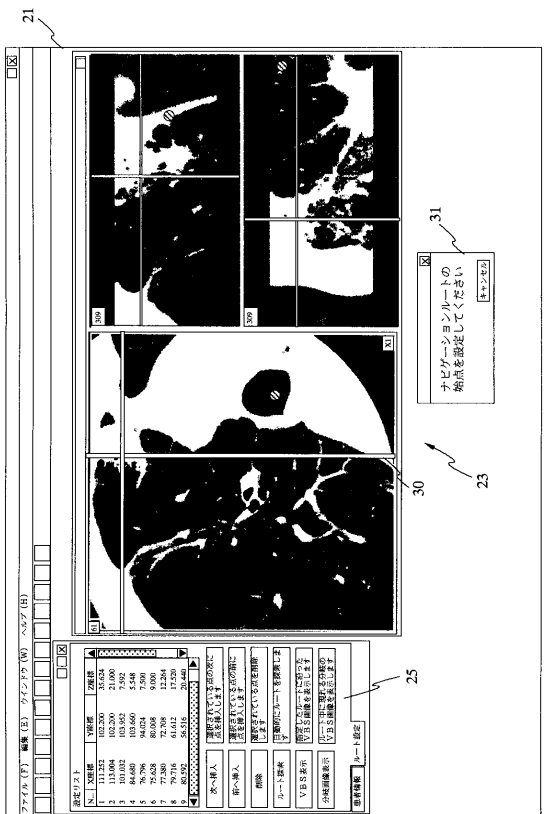 21
ファイル (F) 編集 (E) ウインドウ (W) ヘルプ (H)
設定リスト
N... X座標 Y座標 Z座標
1 111.252 102.200 35.624
2 113.004 102.200 21.000
3 101.032 103.952 7.592
4 84.680 103.660 5.548
5 76.796 94.024 7.500
6 75.628 80.008 9.000
7 77.380 72.708 12.264
8 79.716 61.612 17.520
9 80.592 56.516 20.440
次へ挿入 選択されている点の次に
点を挿入します
前へ挿入 選択されている点の前に
点を挿入します
削除 選択されている点を削除
します
ルート探索 自動的にルートを探索しま
す
VBS表示 指定したルートに沿った
VBS画像を表示します
分岐画像表示 ルート中に現れる分岐の
VBS画像を表示します
患者情報 ルート設定
25
61
X1
309
309
30
23
ナビゲーションルートの
始点を設定してください
キャンセル
31